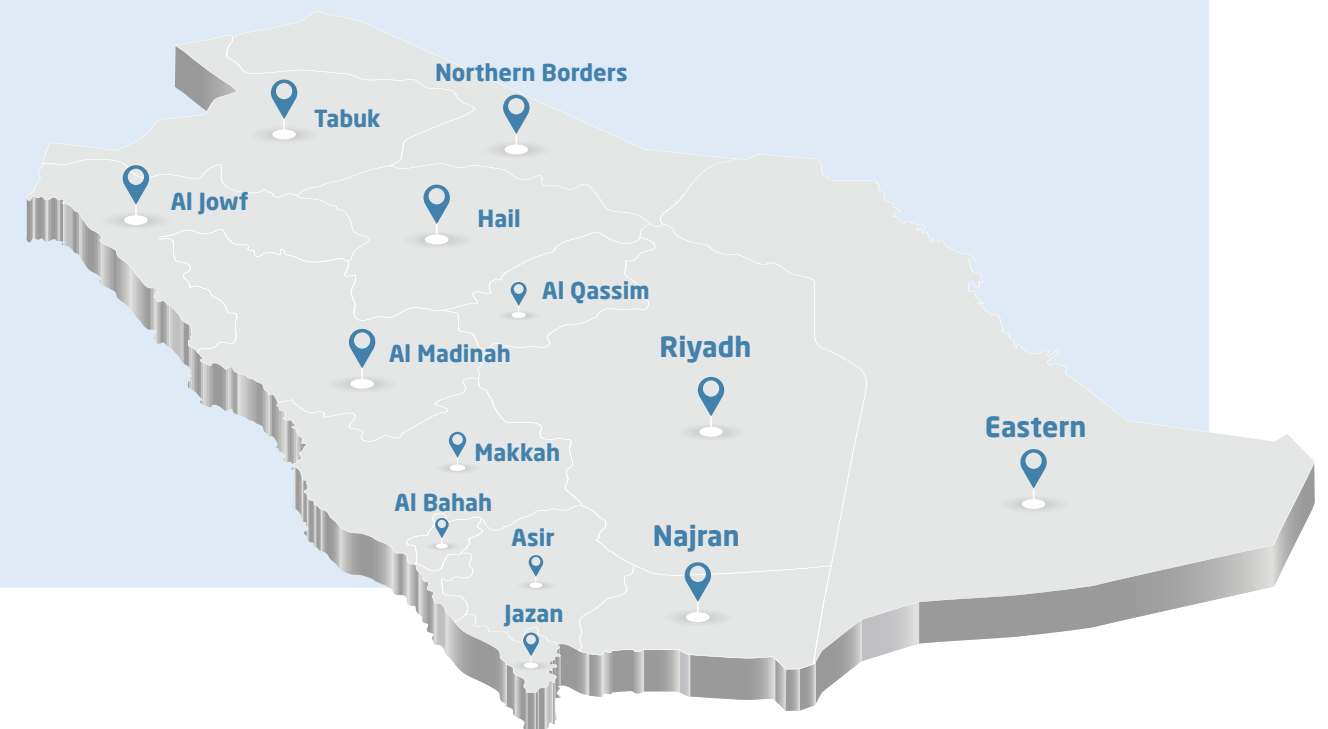 Northern Borders
Tabuk
Al Jowf
Hail
Al Qassim
Riyadh
Al Madinah
Eastern
Makkah
Al Bahah
Asir
Najran
Jazan